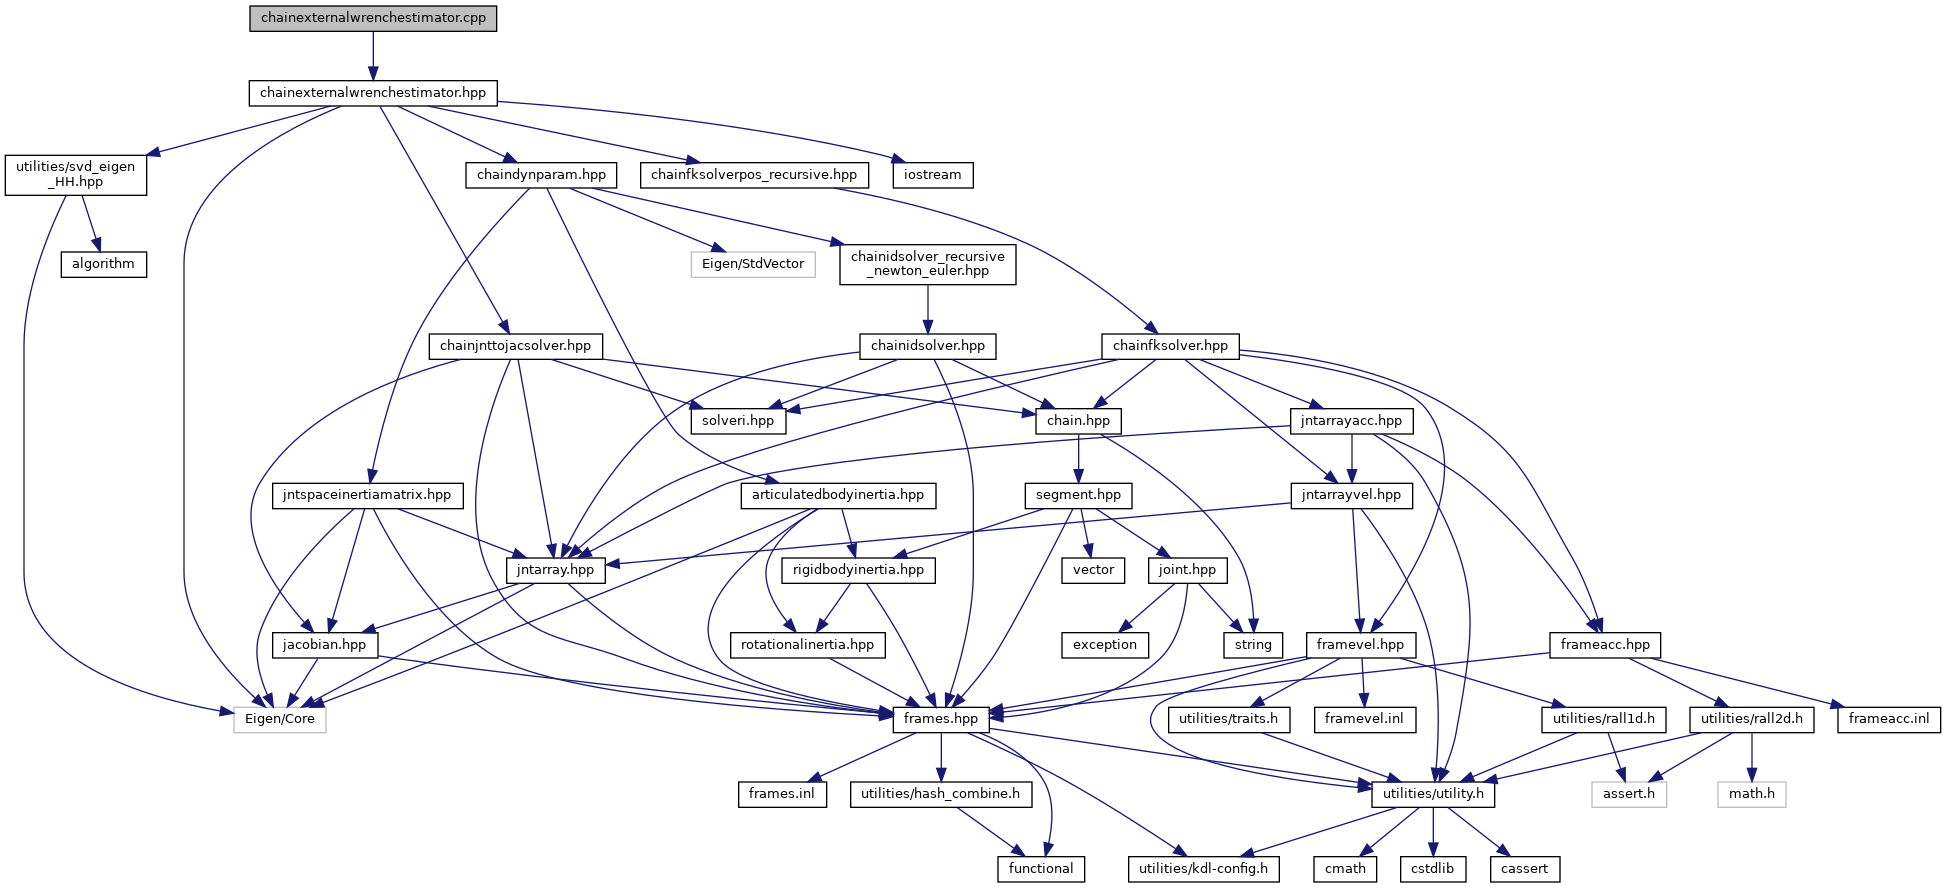 chainexternalwrenchestimator.cpp
chainexternalwrenchestimator.hpp
utilities/svd_eigen
_HH.hpp
chaindynparam.hpp
chainfksolverpos_recursive.hpp
iostream
algorithm
Eigen/StdVector
chainidsolver_recursive
_newton_euler.hpp
chainjnttojacsolver.hpp
chainidsolver.hpp
chainfksolver.hpp
solveri.hpp
chain.hpp
jntarrayacc.hpp
jntspaceinertiamatrix.hpp
articulatedbodyinertia.hpp
segment.hpp
jntarrayvel.hpp
jntarray.hpp
rigidbodyinertia.hpp
vector
joint.hpp
jacobian.hpp
rotationalinertia.hpp
exception
string
framevel.hpp
frameacc.hpp
Eigen/Core
frames.hpp
utilities/traits.h
framevel.inl
utilities/rall1d.h
utilities/rall2d.h
frameacc.inl
frames.inl
utilities/hash_combine.h
utilities/utility.h
assert.h
math.h
functional
utilities/kdl-config.h
cmath
cstdlib
cassert